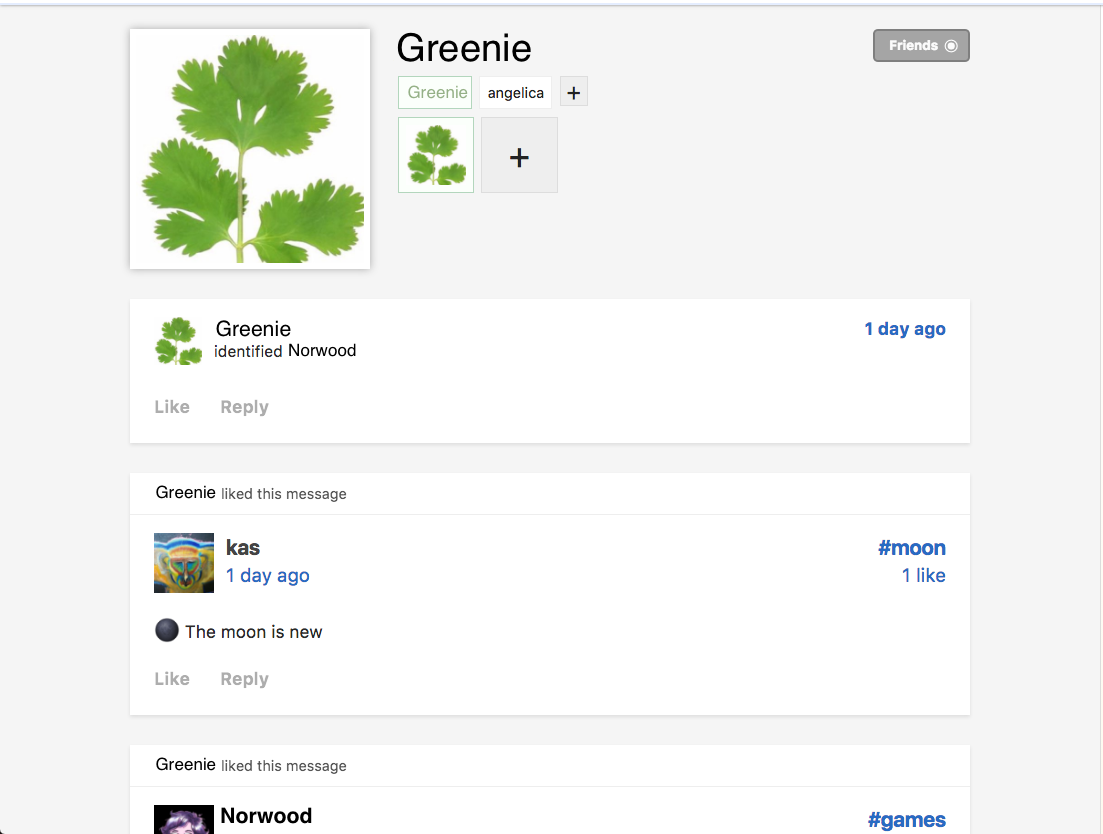 Greenie
Friends
Greenie angelica +
+
Greenie
1 day ago
identified Norwood
Like Reply
Greenie liked this message
kas
#moon
1 day ago
1 like
The moon is new
Like Reply
Greenie liked this message
Norwood
#games